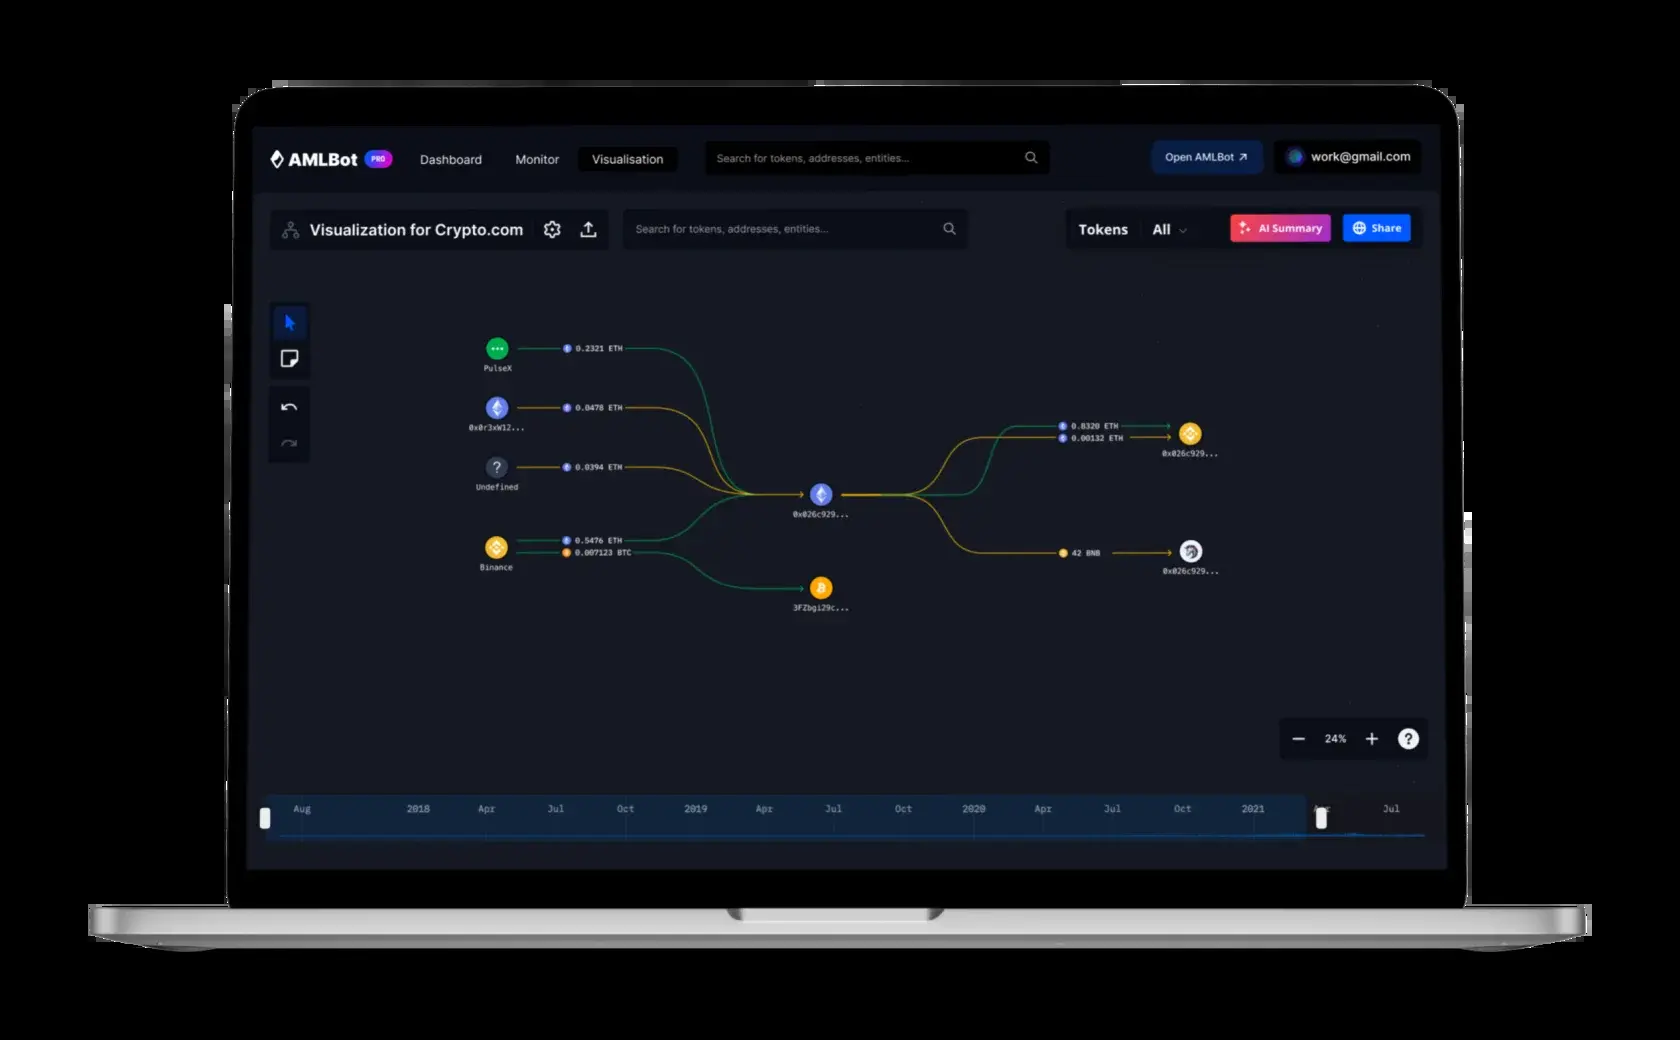 AMLBot PRO Dashboard Monitor Visualisation Search for tokens, addresses, entities... Open AMLBot ↗ work@gmail.com
Visualization for Crypto.com Search for tokens, addresses, entities... Tokens All AI Summary Share
0.2321 ETH
PulseX
0.0478 ETH
0x0r3xW12...
0.0394 ETH
Undefined
0.5476 ETH
0.007123 BTC
Binance
0x026c929...
3FZbgi29c...
0.8320 ETH
0.00132 ETH
0x026c929...
42 BNB
0x026c929...
24% ?
Aug 2018 Apr Jul Oct 2019 Apr Jul Oct 2020 Apr Jul Oct 2021 Jul